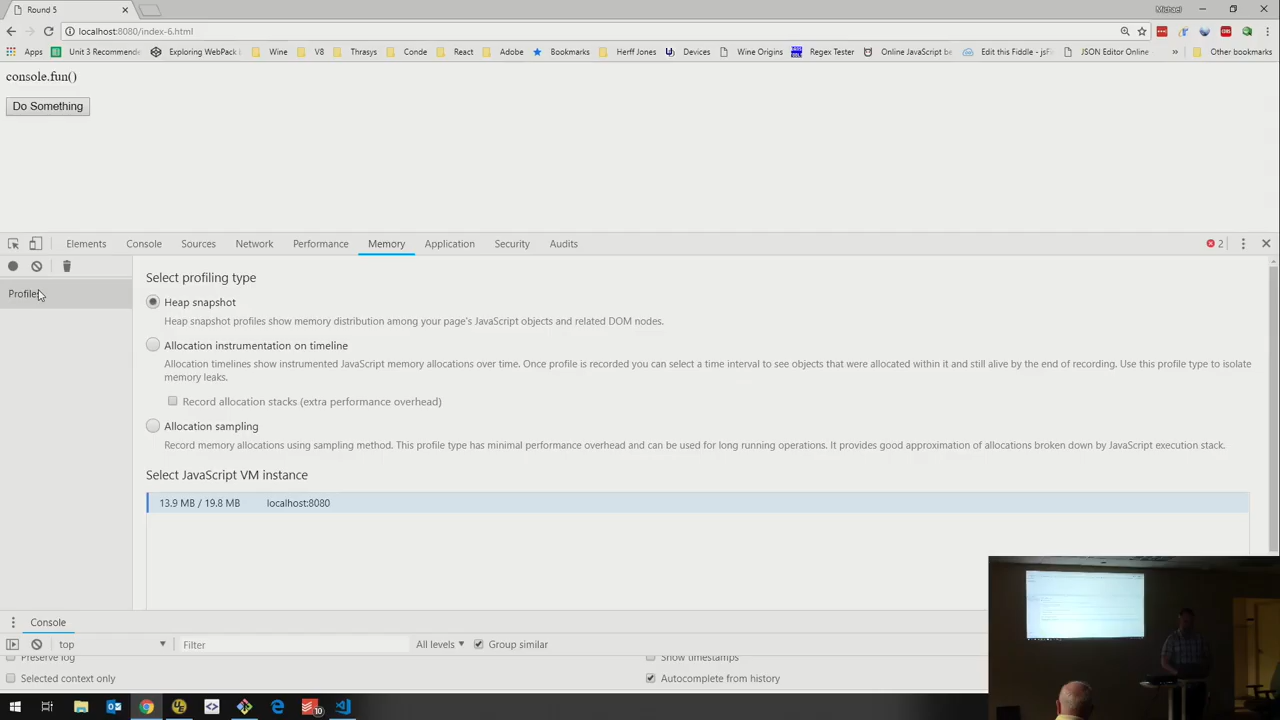 Round 5
Michael
localhost:8080/index-6.html
Apps Unit 3 Recommende Exploring WebPack Wine V8 Thrasys Conde React Adobe Bookmarks Herff Jones Devices Wine Origins Regex Tester Online JavaScript be Edit this Fiddle - jsF JSON Editor Online » Other bookmarks
console.fun()
Do Something
Elements Console Sources Network Performance Memory Application Security Audits 2
Profiles
Select profiling type
Heap snapshot
Heap snapshot profiles show memory distribution among your page's JavaScript objects and related DOM nodes.
Allocation instrumentation on timeline
Allocation timelines show instrumented JavaScript memory allocations over time. Once profile is recorded you can select a time interval to see objects that were allocated within it and still alive by the end of recording. Use this profile type to isolate
memory leaks.
Record allocation stacks (extra performance overhead)
Allocation sampling
Record memory allocations using sampling method. This profile type has minimal performance overhead and can be used for long running operations. It provides good approximation of allocations broken down by JavaScript execution stack.
Select JavaScript VM instance
13.9 MB / 19.8 MB localhost:8080
Console
top Filter All levels Group similar
Preserve log Show timestamps
Selected context only Autocomplete from history
10